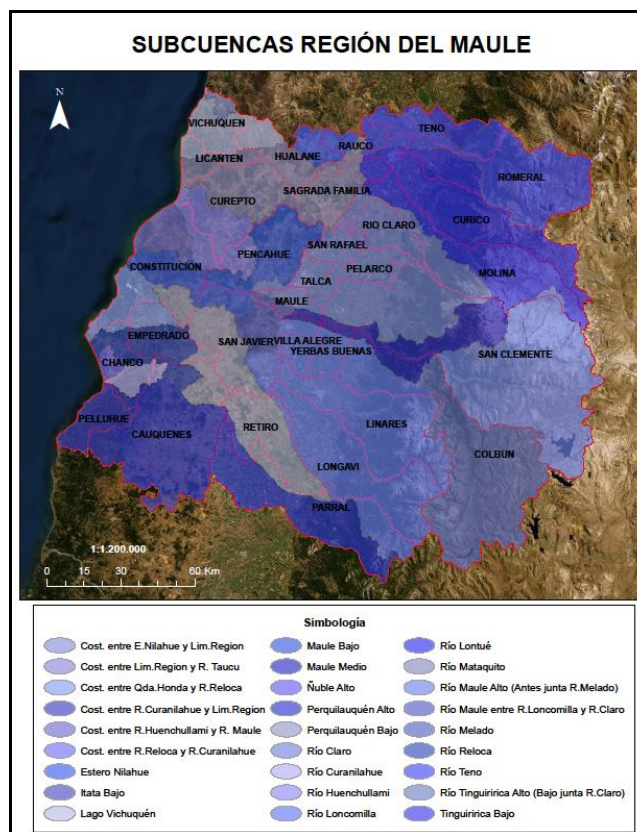 SUBCUENCAS REGIÓN DEL MAULE
N
VICHUQUEN
TENO
RAUCO
HUALANE
LICANTEN
ROMERAL
SAGRADA FAMILIA
CUREPTO
CURICO
RIO CLARO
SAN RAFAEL
PENCAHUE
CONSTITUCIÓN
PELARCO
MOLINA
TALCA
MAULE
EMPEDRADO
SAN JAVIER
VILLA ALEGRE
YERBAS BUENAS
SAN CLEMENTE
CHANCO
PELLUHUE
CAUQUENES
RETIRO
LINARES
COLBUN
LONGAVI
PARRAL
1:1.200.000
0 15 30 60 Km
Simbología
Cost. entre E.Nilahue y Lim.Region
Cost. entre Lim.Region y R. Taucu
Cost. entre Qda.Honda y R.Reloca
Cost. entre R.Curanilahue y Lim.Region
Cost. entre R.Huenchullami y R. Maule
Cost. entre R.Reloca y R.Curanilahue
Estero Nilahue
Itata Bajo
Lago Vichuquén
Maule Bajo
Maule Medio
Ñuble Alto
Perquilauquén Alto
Perquilauquén Bajo
Río Claro
Río Curanilahue
Río Huenchullami
Río Loncomilla
Río Lontué
Río Mataquito
Río Maule Alto (Antes junta R.Melado)
Río Maule entre R.Loncomilla y R.Claro
Río Melado
Río Reloca
Río Teno
Río Tinguiririca Alto (Bajo junta R.Claro)
Tinguiririca Bajo